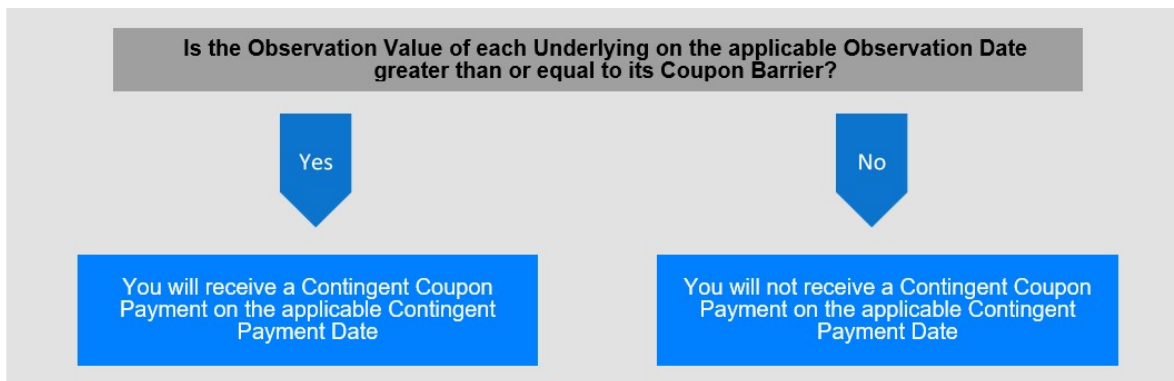 Is the Observation Value of each Underlying on the applicable Observation Date
greater than or equal to its Coupon Barrier?
Yes
No
You will receive a Contingent Coupon
Payment on the applicable Contingent
Payment Date
You will not receive a Contingent Coupon
Payment on the applicable Contingent
Payment Date